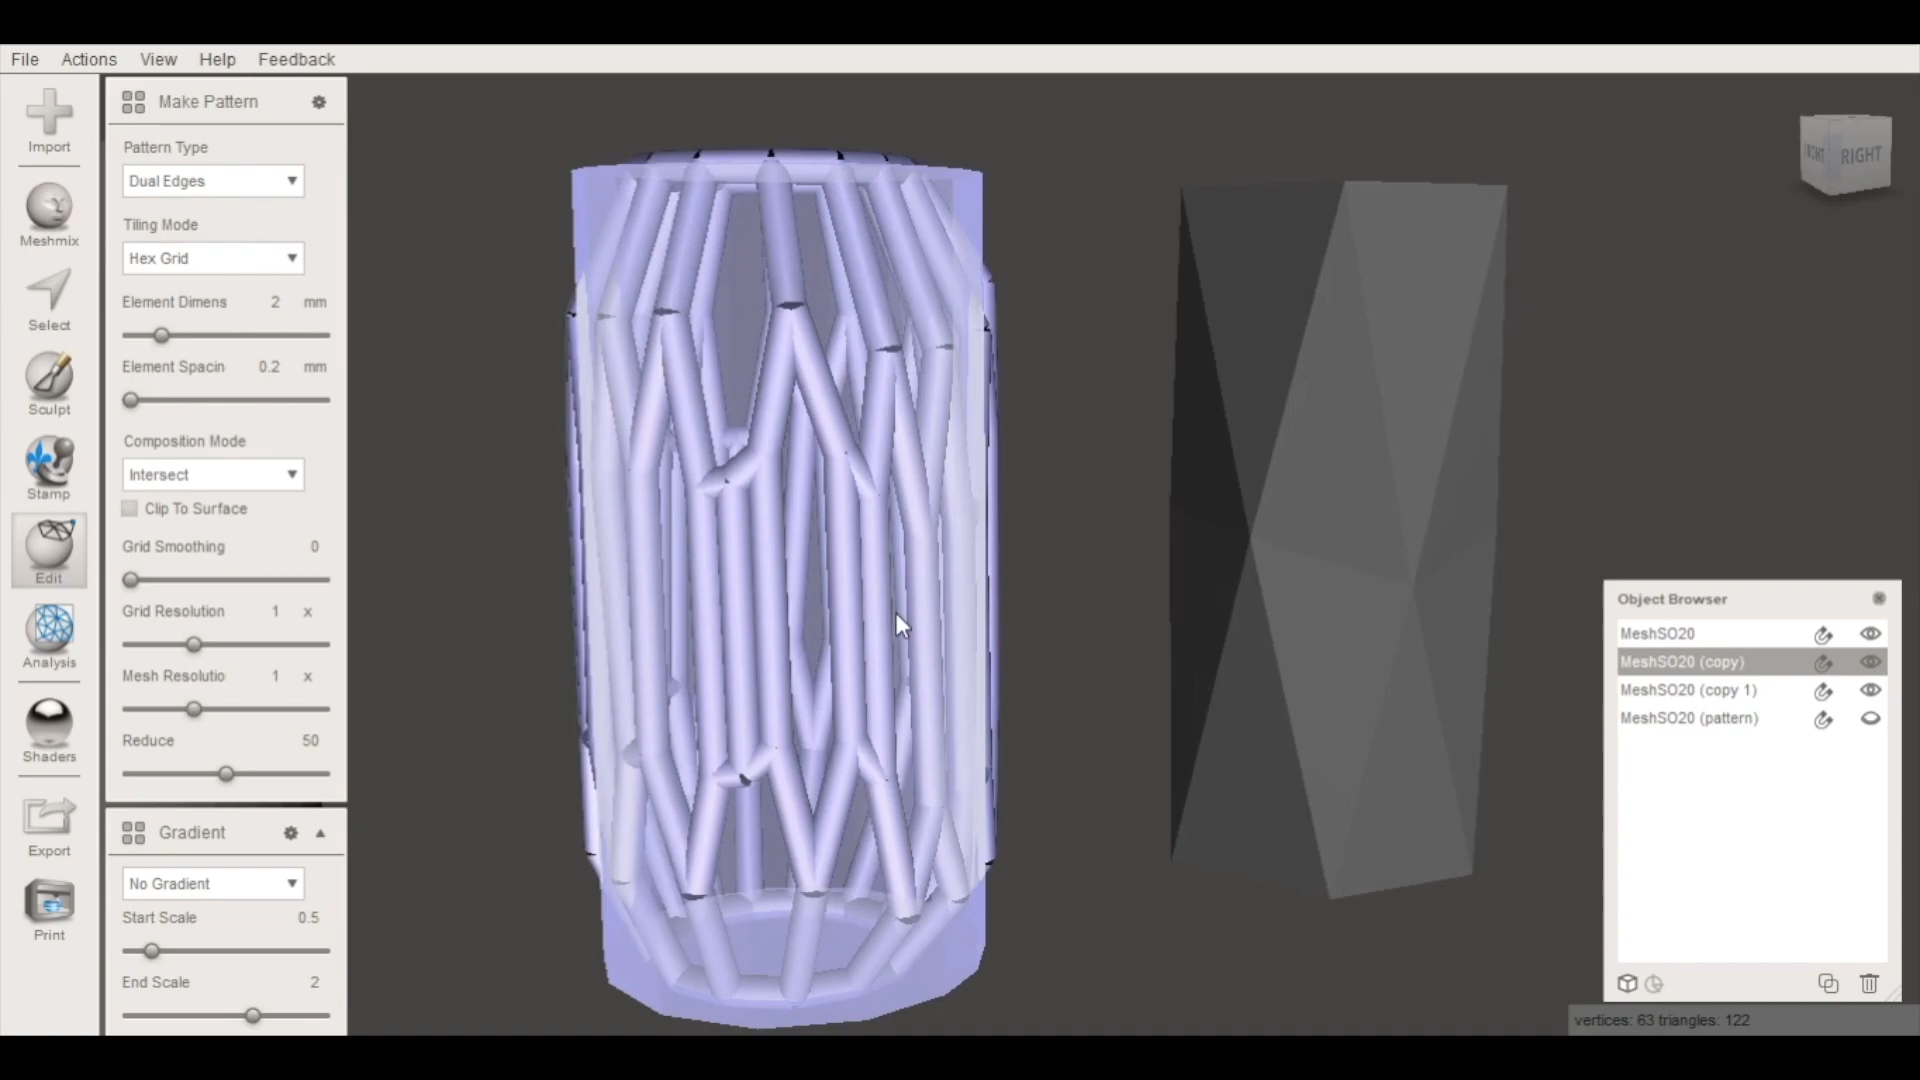 File Actions View Help Feedback
Import
Meshmix
Select
Sculpt
Stamp
Edit
Analysis
Shaders
Export
Print
Make Pattern
Pattern Type
Dual Edges
Tiling Mode
Hex Grid
Element Dimens 2 mm
Element Spacin 0.2 mm
Composition Mode
Intersect
Clip To Surface
Grid Smoothing 0
Grid Resolution 1 x
Mesh Resolutio 1 x
Reduce 50
Gradient
No Gradient
Start Scale 0.5
End Scale 2
FRONT RIGHT
Object Browser
MeshSO20
MeshSO20 (copy)
MeshSO20 (copy 1)
MeshSO20 (pattern)
vertices: 63 triangles: 122